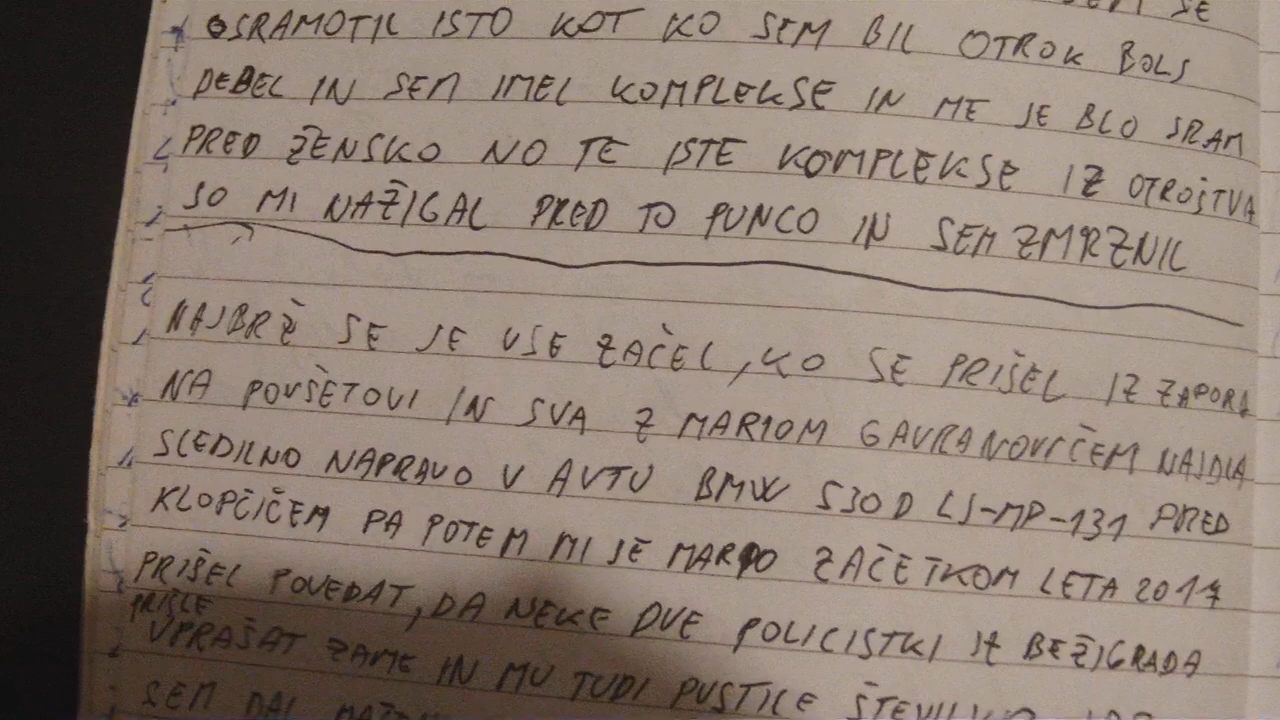 SE
OSRAMOTIL ISTO KOT KO SEM BIL OTROK BOLJ
DEBEL IN SEM IMEL KOMPLEKSE IN ME JE BLO SRAM
PRED ŽENSKO NO TE ISTE KOMPLEKSE IZ OTROŠTVA
SO MI NAŽIGAL PRED TO PUNCO IN SEM ZMRZNIL
NAJBRŽ SE JE VSE ZAČEL, KO SE PRIŠEL IZ ZAPORA
NA POVŠETOVI IN SVA Z MARIOM GAVRANOVIČEM NAJDLA
SLEDILNO NAPRAVO V AVTU BMW 530D LJ-MP-131 PRED
KLOPČIČEM PA POTEM MI JE MARIO ZAČETKOM LETA 2017
PRIŠEL POVEDAT, DA NEKE DVE POLICISTKI IZ BEŽIGRADA
PRIŠLE
VPRAŠAT ZAME IN MU TUDI PUSTILE
SEM DAL